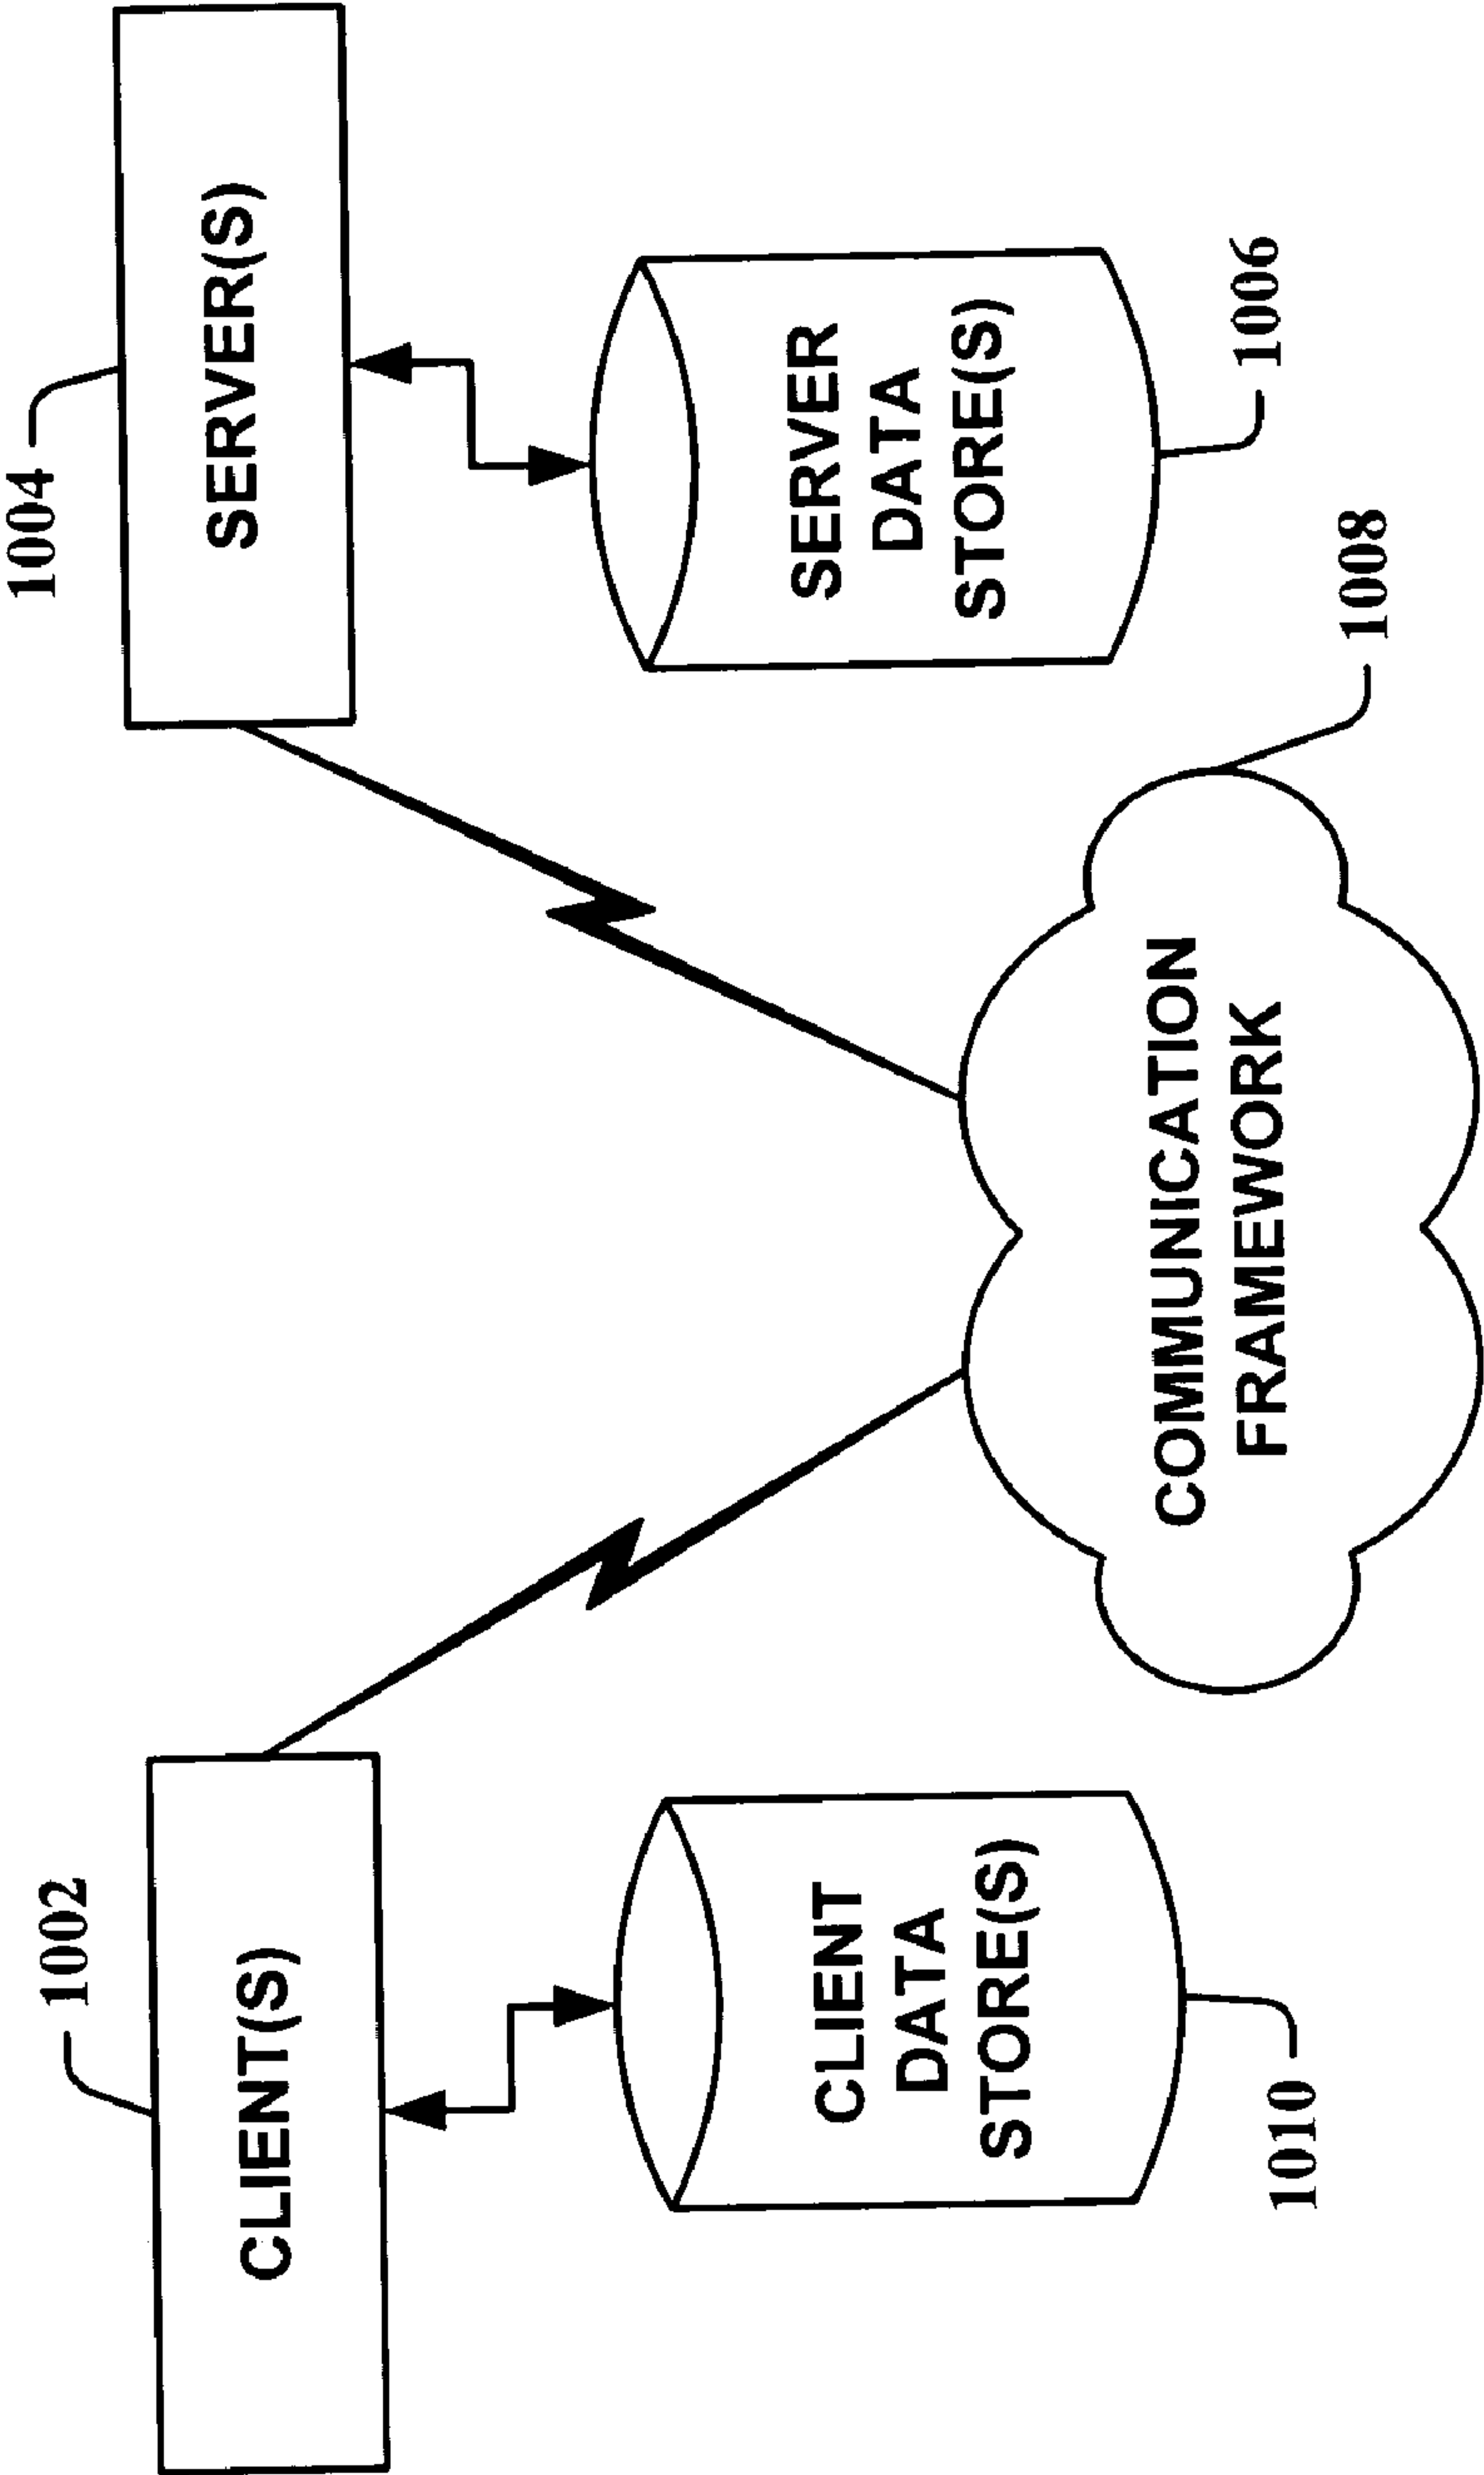 1002
1004
CLIENT(S)
SERVER(S)
CLIENT
DATA
STORE(S)
SERVER
DATA
STORE(S)
1010
1006
COMMUNICATION
FRAMEWORK
1008